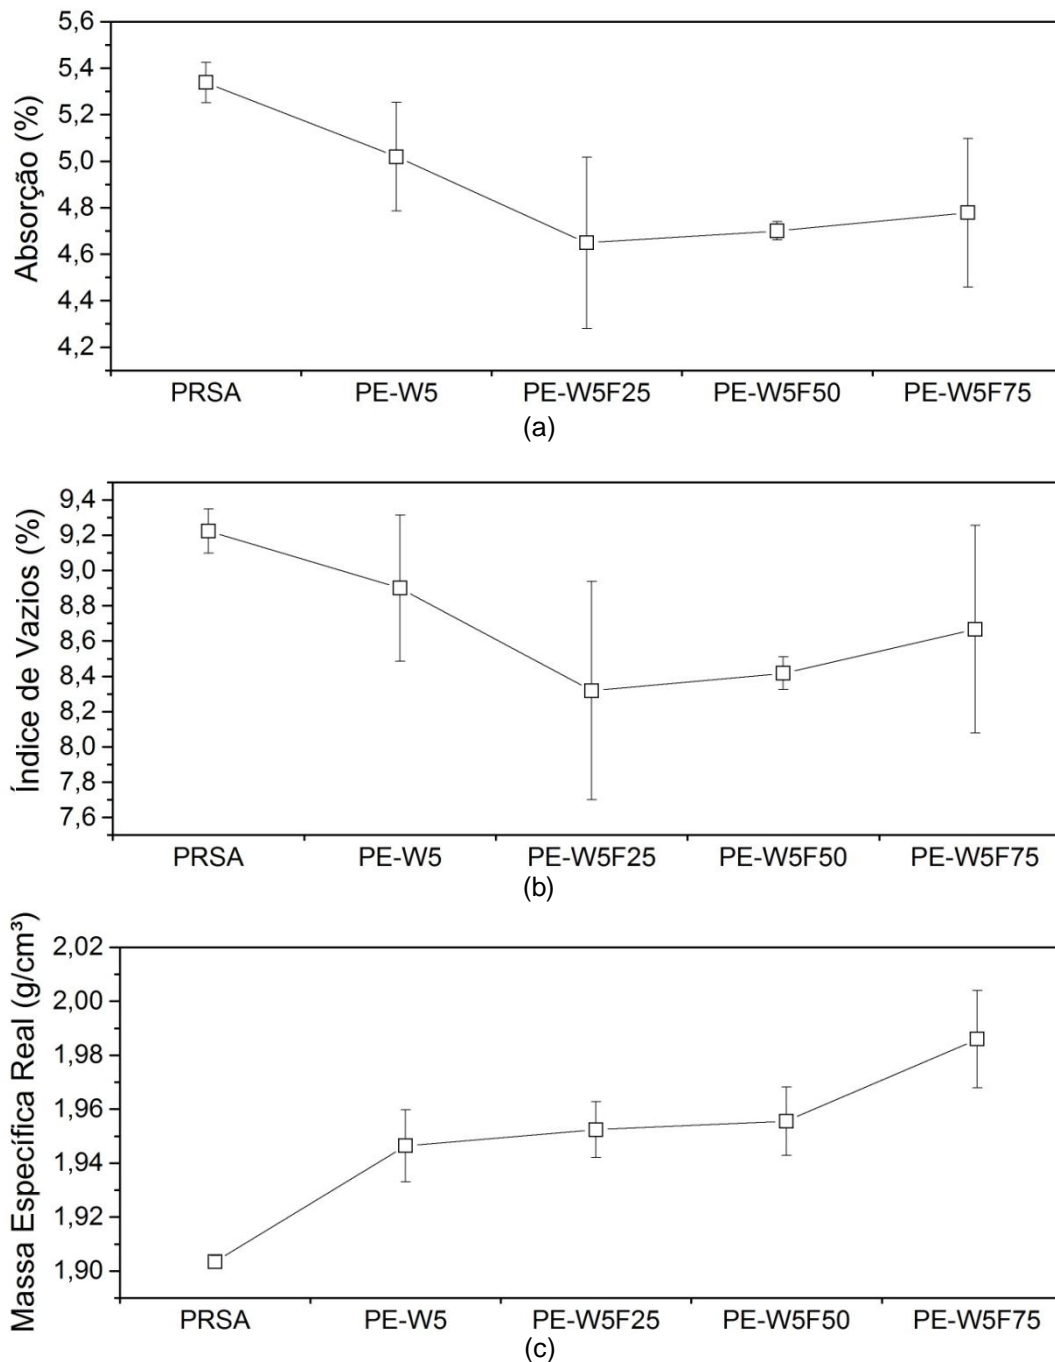 Absorção (%)
5,6
5,4
5,2
5,0
4,8
4,6
4,4
4,2
PRSA PE-W5 PE-W5F25 PE-W5F50 PE-W5F75
(a)
Índice de Vazios (%)
9,4
9,2
9,0
8,8
8,6
8,4
8,2
8,0
7,8
7,6
PRSA PE-W5 PE-W5F25 PE-W5F50 PE-W5F75
(b)
Massa Específica Real (g/cm³)
2,02
2,00
1,98
1,96
1,94
1,92
1,90
PRSA PE-W5 PE-W5F25 PE-W5F50 PE-W5F75
(c)